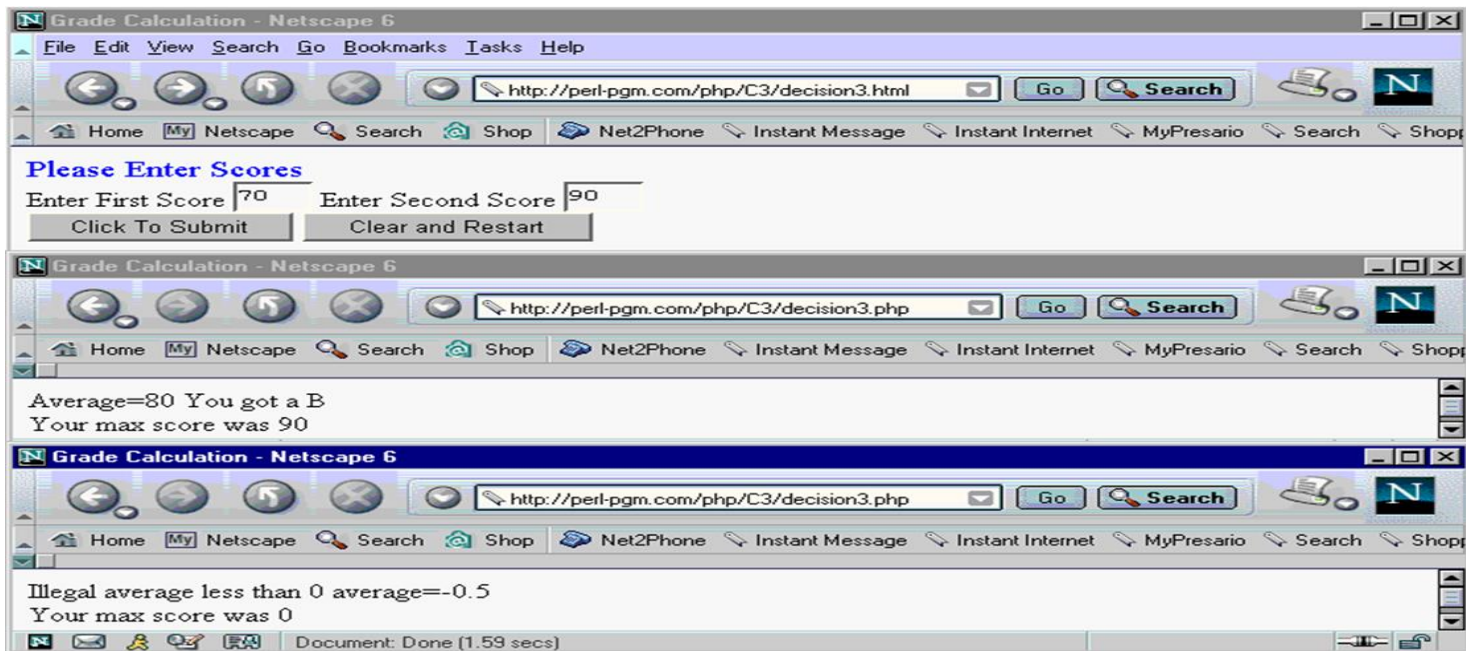 N Grade Calculation - Netscape 6
File Edit View Search Go Bookmarks Tasks Help
http://perl-pgm.com/php/C3/decision3.html Go Search N
Home My Netscape Search Shop Net2Phone Instant Message Instant Internet MyPresario Search Shopp
Please Enter Scores
Enter First Score 70 Enter Second Score 90
Click To Submit Clear and Restart
N Grade Calculation - Netscape 6
http://perl-pgm.com/php/C3/decision3.php Go Search N
Home My Netscape Search Shop Net2Phone Instant Message Instant Internet MyPresario Search Shopp
Average=80 You got a B
Your max score was 90
N Grade Calculation - Netscape 6
http://perl-pgm.com/php/C3/decision3.php Go Search N
Home My Netscape Search Shop Net2Phone Instant Message Instant Internet MyPresario Search Shopp
Illegal average less than 0 average=-0.5
Your max score was 0
N Document: Done (1.59 secs)